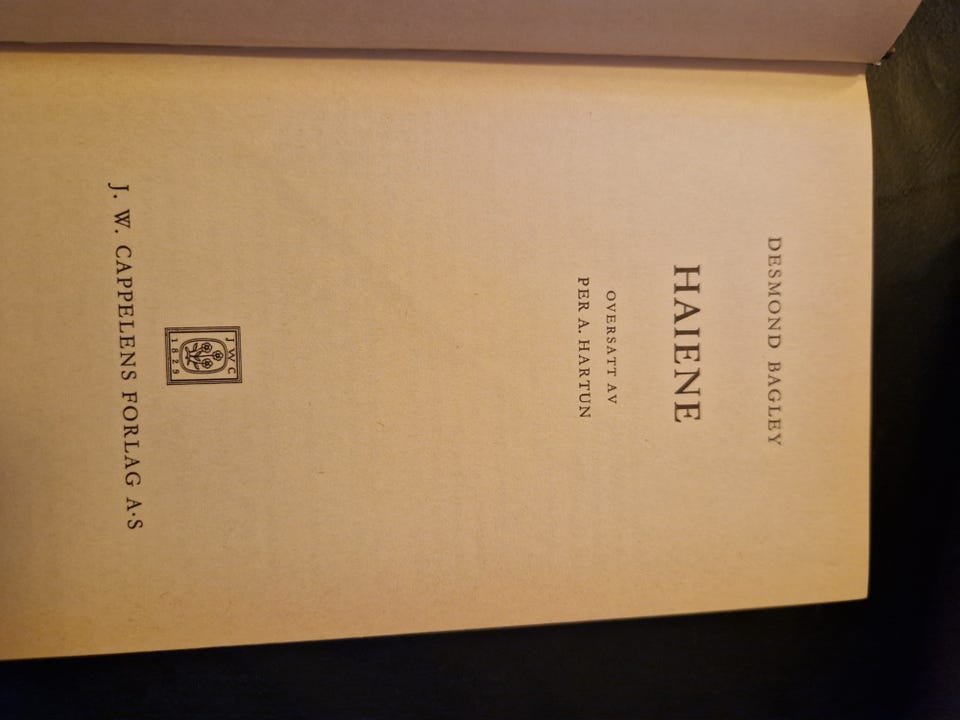 DESMOND BAGLEY
HAIENE
OVERSATT AV
PER A. HARTUN
J W C
1829
J. W. CAPPELENS FORLAG A·S